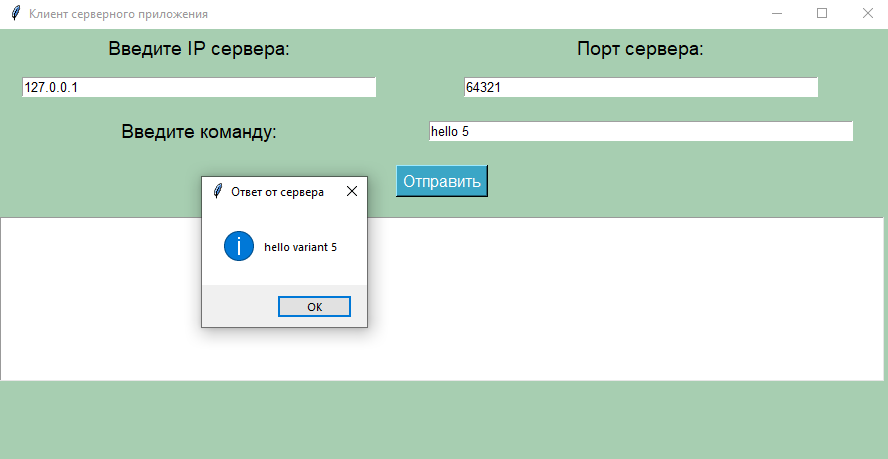 Клиент серверного приложения
Введите IP сервера:
Порт сервера:
127.0.0.1
64321
Введите команду:
hello 5
Отправить
Ответ от сервера
hello variant 5
OK